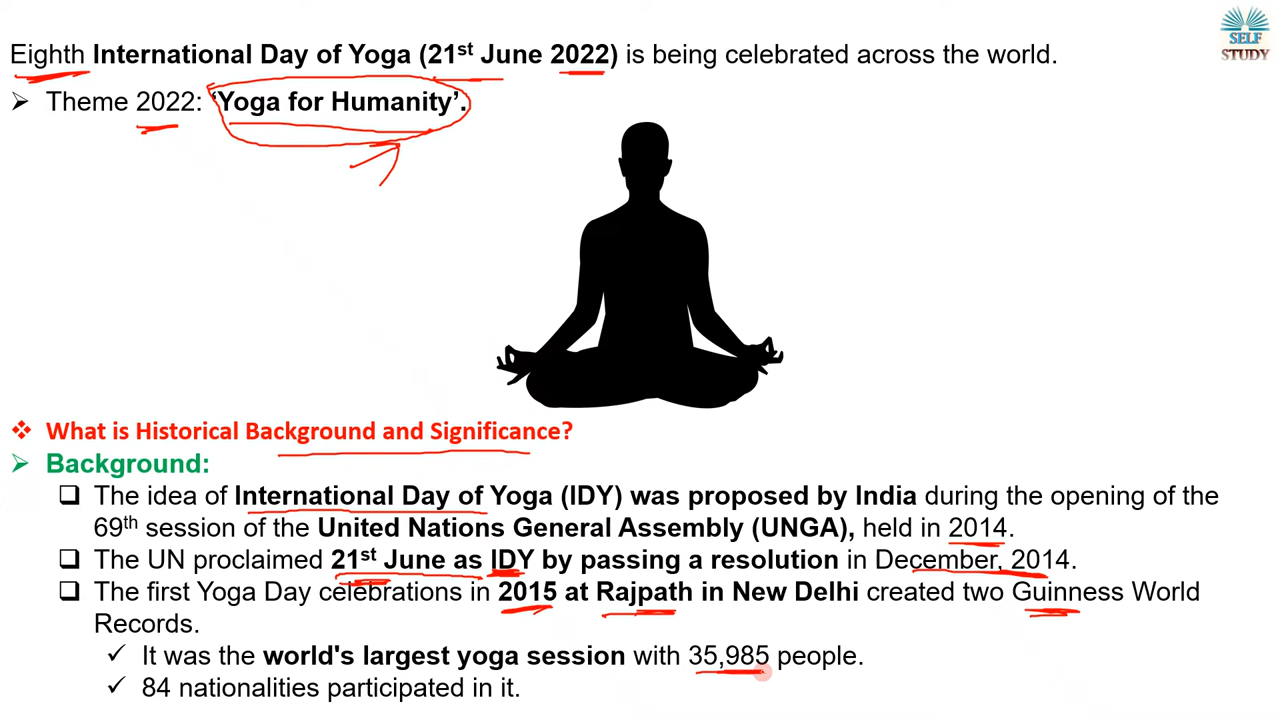 SELF
STUDY
Eighth International Day of Yoga (21st June 2022) is being celebrated across the world.
➢ Theme 2022: ‘Yoga for Humanity’.
❖ What is Historical Background and Significance?
➢ Background:
❑ The idea of International Day of Yoga (IDY) was proposed by India during the opening of the
69th session of the United Nations General Assembly (UNGA), held in 2014.
❑ The UN proclaimed 21st June as IDY by passing a resolution in December, 2014.
❑ The first Yoga Day celebrations in 2015 at Rajpath in New Delhi created two Guinness World
Records.
✓ It was the world's largest yoga session with 35,985 people.
✓ 84 nationalities participated in it.